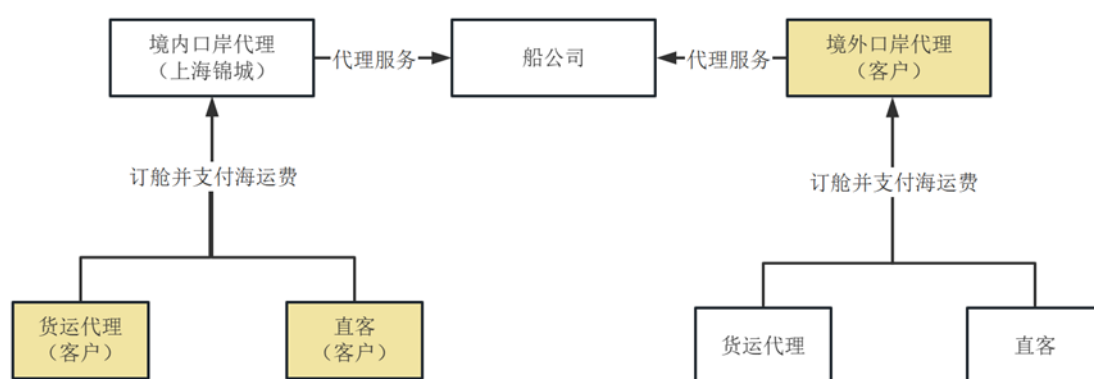 境内口岸代理
（上海锦城）
代理服务
船公司
代理服务
境外口岸代理
（客户）
订舱并支付海运费
订舱并支付海运费
货运代理
（客户）
直客
（客户）
货运代理
直客